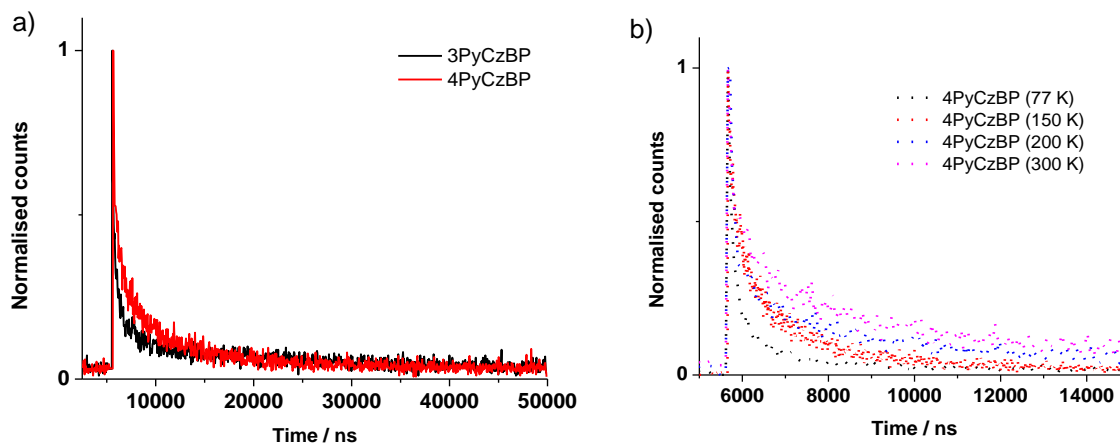 a)
Normalised counts
1
0
3PyCzBP
4PyCzBP
10000 20000 30000 40000 50000
Time / ns
b)
Normalised counts
1
0
4PyCzBP (77 K)
4PyCzBP (150 K)
4PyCzBP (200 K)
4PyCzBP (300 K)
6000 8000 10000 12000 14000
Time / ns